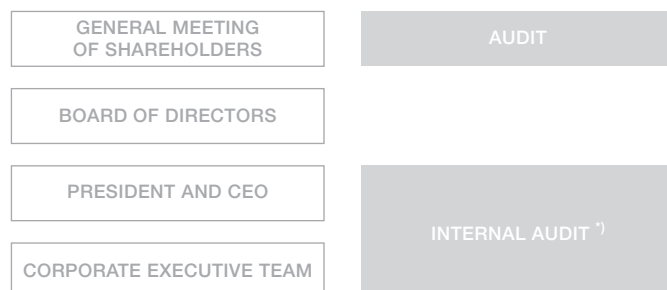 GENERAL MEETING
OF SHAREHOLDERS
AUDIT
BOARD OF DIRECTORS
PRESIDENT AND CEO
INTERNAL AUDIT *)
CORPORATE EXECUTIVE TEAM